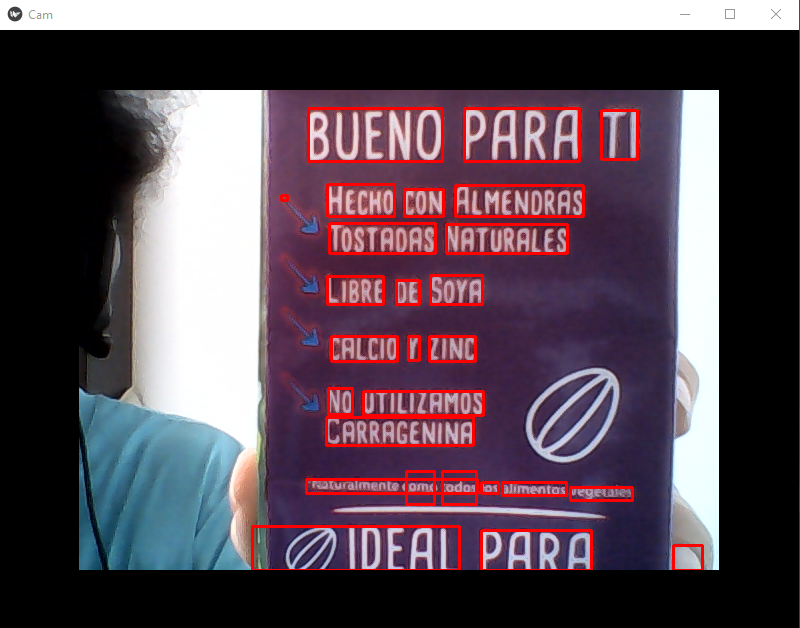 Cam
BUENO PARA TI
HECHO CON ALMENDRAS
TOSTADAS NATURALES
LIBRE DE SOYA
CALCIO Y ZINC
NO UTILIZAMOS
CARRAGENINA
*Naturalmente como todos los alimentos vegetales
IDEAL PARA